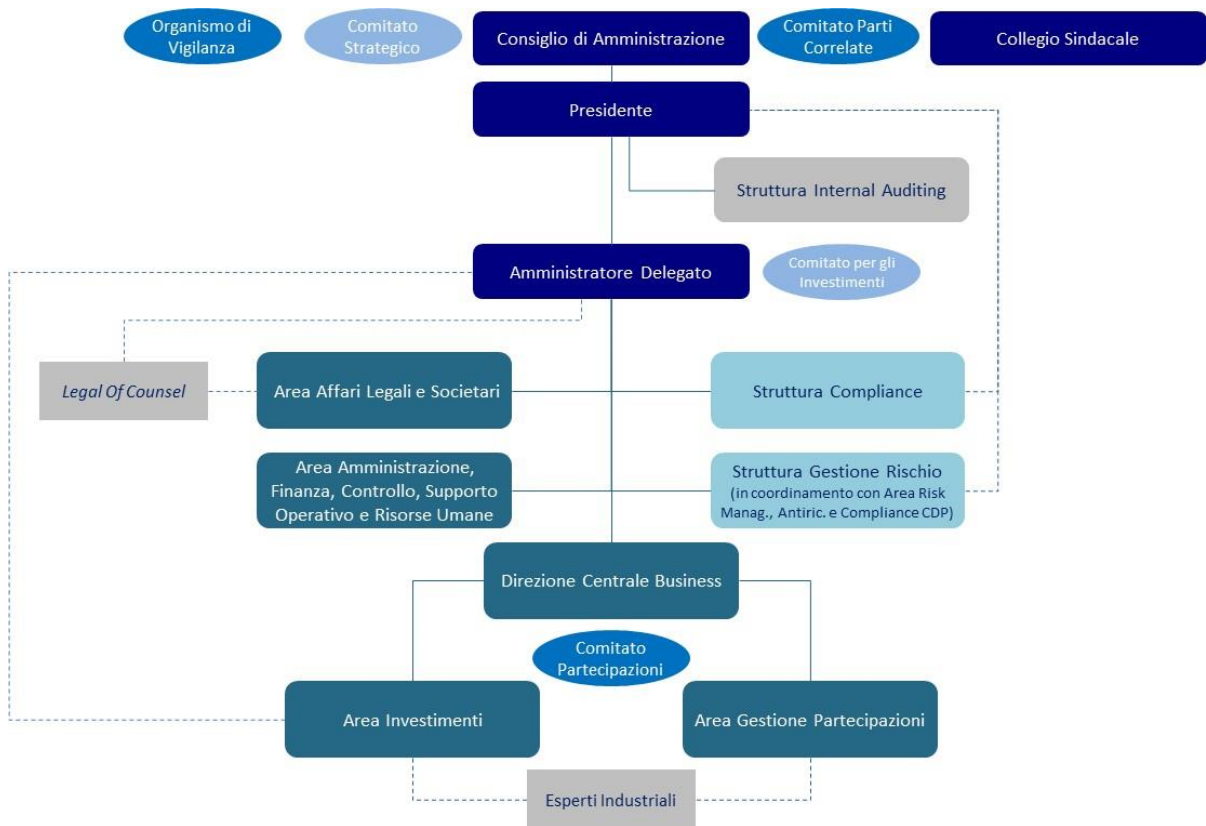 Organismo di
Vigilanza
Comitato
Strategico
Consiglio di Amministrazione
Comitato Parti
Correlate
Collegio Sindacale
Presidente
Struttura Internal Auditing
Amministratore Delegato
Comitato per gli
Investimenti
Legal Of Counsel
Area Affari Legali e Societari
Struttura Compliance
Area Amministrazione,
Finanza, Controllo, Supporto
Operativo e Risorse Umane
Struttura Gestione Rischio
(in coordinamento con Area Risk
Manag., Antiric. e Compliance CDP)
Direzione Centrale Business
Comitato
Partecipazioni
Area Investimenti
Area Gestione Partecipazioni
Esperti Industriali